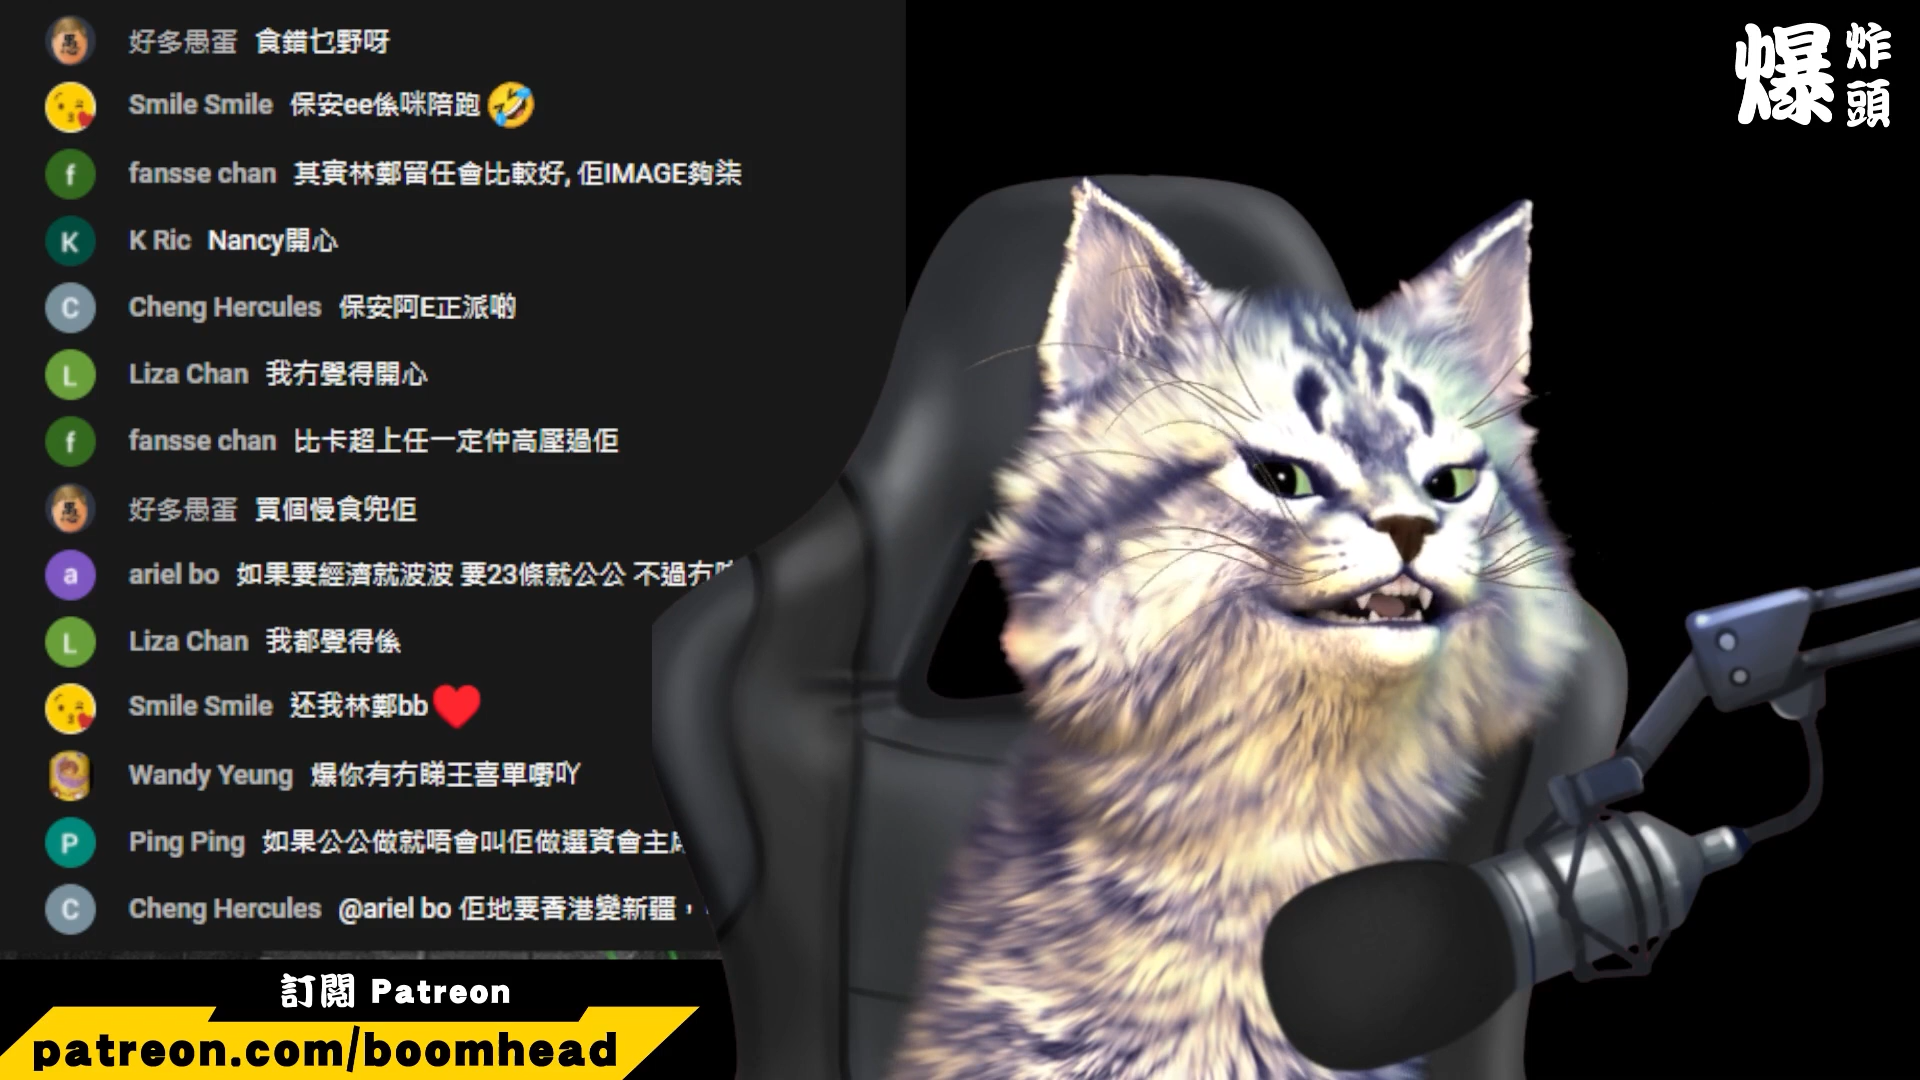 好多愚蛋 食錯乜野呀
Smile Smile 保安ee係咪陪跑🤣
fansse chan 其實林鄭留任會比較好, 佢IMAGE夠柒
K Ric Nancy開心
Cheng Hercules 保安阿E正派啲
Liza Chan 我冇覺得開心
fansse chan 比卡超上任一定仲高壓過佢
好多愚蛋 買個慢食兜佢
ariel bo 如果要經濟就波波 要23條就公公 不過冇
Liza Chan 我都覺得係
Smile Smile 还我林鄭bb❤️
Wandy Yeung 爆你有冇睇王喜單嘢吖
Ping Ping 如果公公做就唔會叫佢做選資會主
Cheng Hercules @ariel bo 佢地要香港變新疆，
爆炸頭
訂閱 Patreon
patreon.com/boomhead